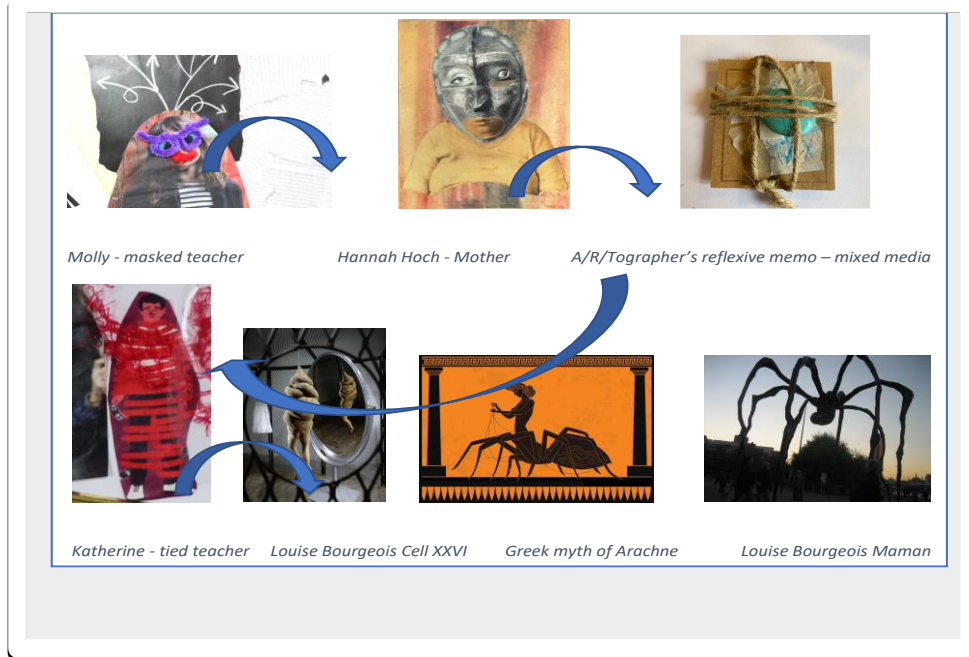 Molly - masked teacher
Hannah Hoch - Mother
A/R/Tographer’s reflexive memo – mixed media
Katherine - tied teacher
Louise Bourgeois Cell XXVI
Greek myth of Arachne
Louise Bourgeois Maman